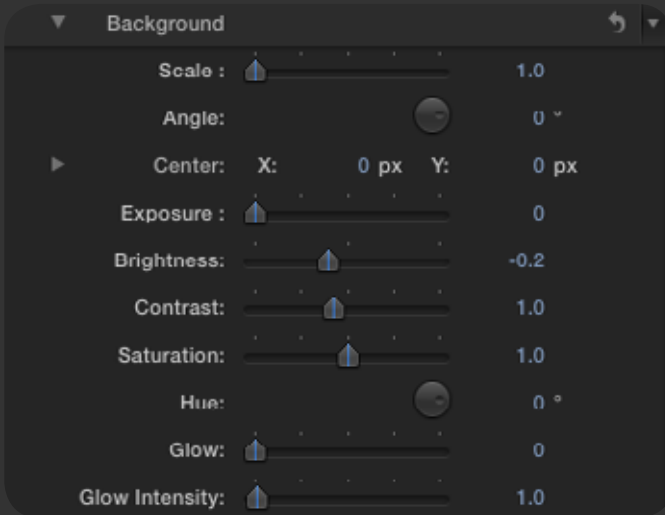 Background
Scale : 1.0
Angle: 0 °
Center: X: 0 px Y: 0 px
Exposure : 0
Brightness: -0.2
Contrast: 1.0
Saturation: 1.0
Hue: 0 °
Glow: 0
Glow Intensity: 1.0